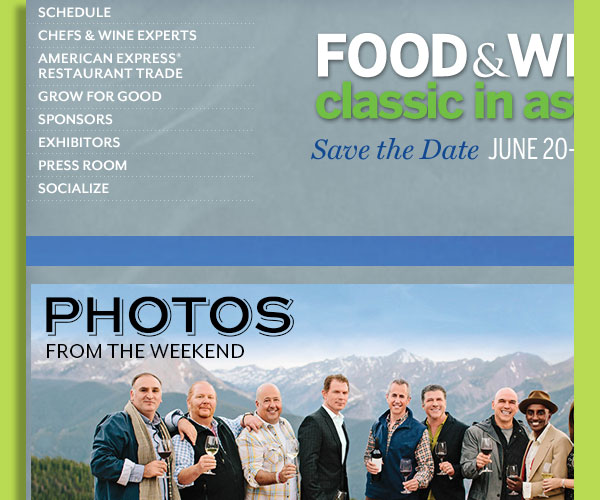 SCHEDULE
CHEFS & WINE EXPERTS
AMERICAN EXPRESS®
RESTAURANT TRADE
GROW FOR GOOD
SPONSORS
EXHIBITORS
PRESS ROOM
SOCIALIZE
FOOD & WI
classic in as
Save the Date JUNE 20-
PHOTOS
FROM THE WEEKEND